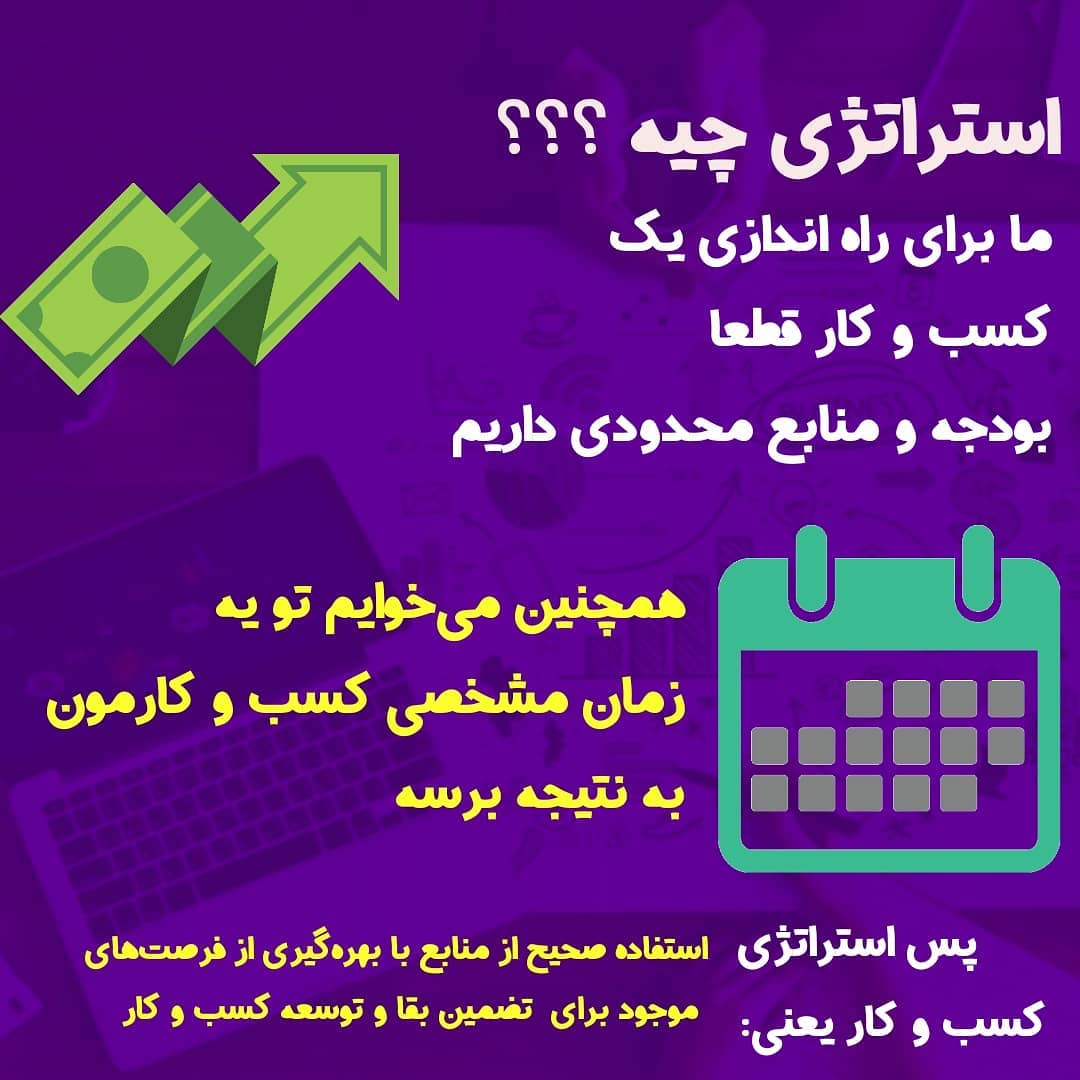 استراتژی چیه ؟؟؟
ما برای راه اندازی یک
کسب و کار قطعا
بودجه و منابع محدودی داریم
همچنین می‌خوایم تو یه
زمان مشخصی کسب و کارمون
به نتیجه برسه
پس استراتژی
کسب و کار یعنی:
استفاده صحیح از منابع با بهره‌گیری از فرصت‌های
موجود برای تضمین بقا و توسعه کسب و کار
BUSINESS